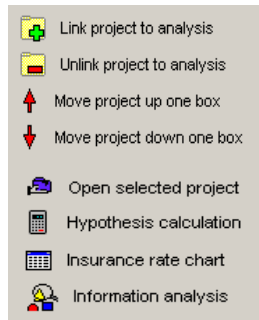 Link project to analysis
Unlink project to analysis
Move project up one box
Move project down one box
Open selected project
Hypothesis calculation
Insurance rate chart
Information analysis